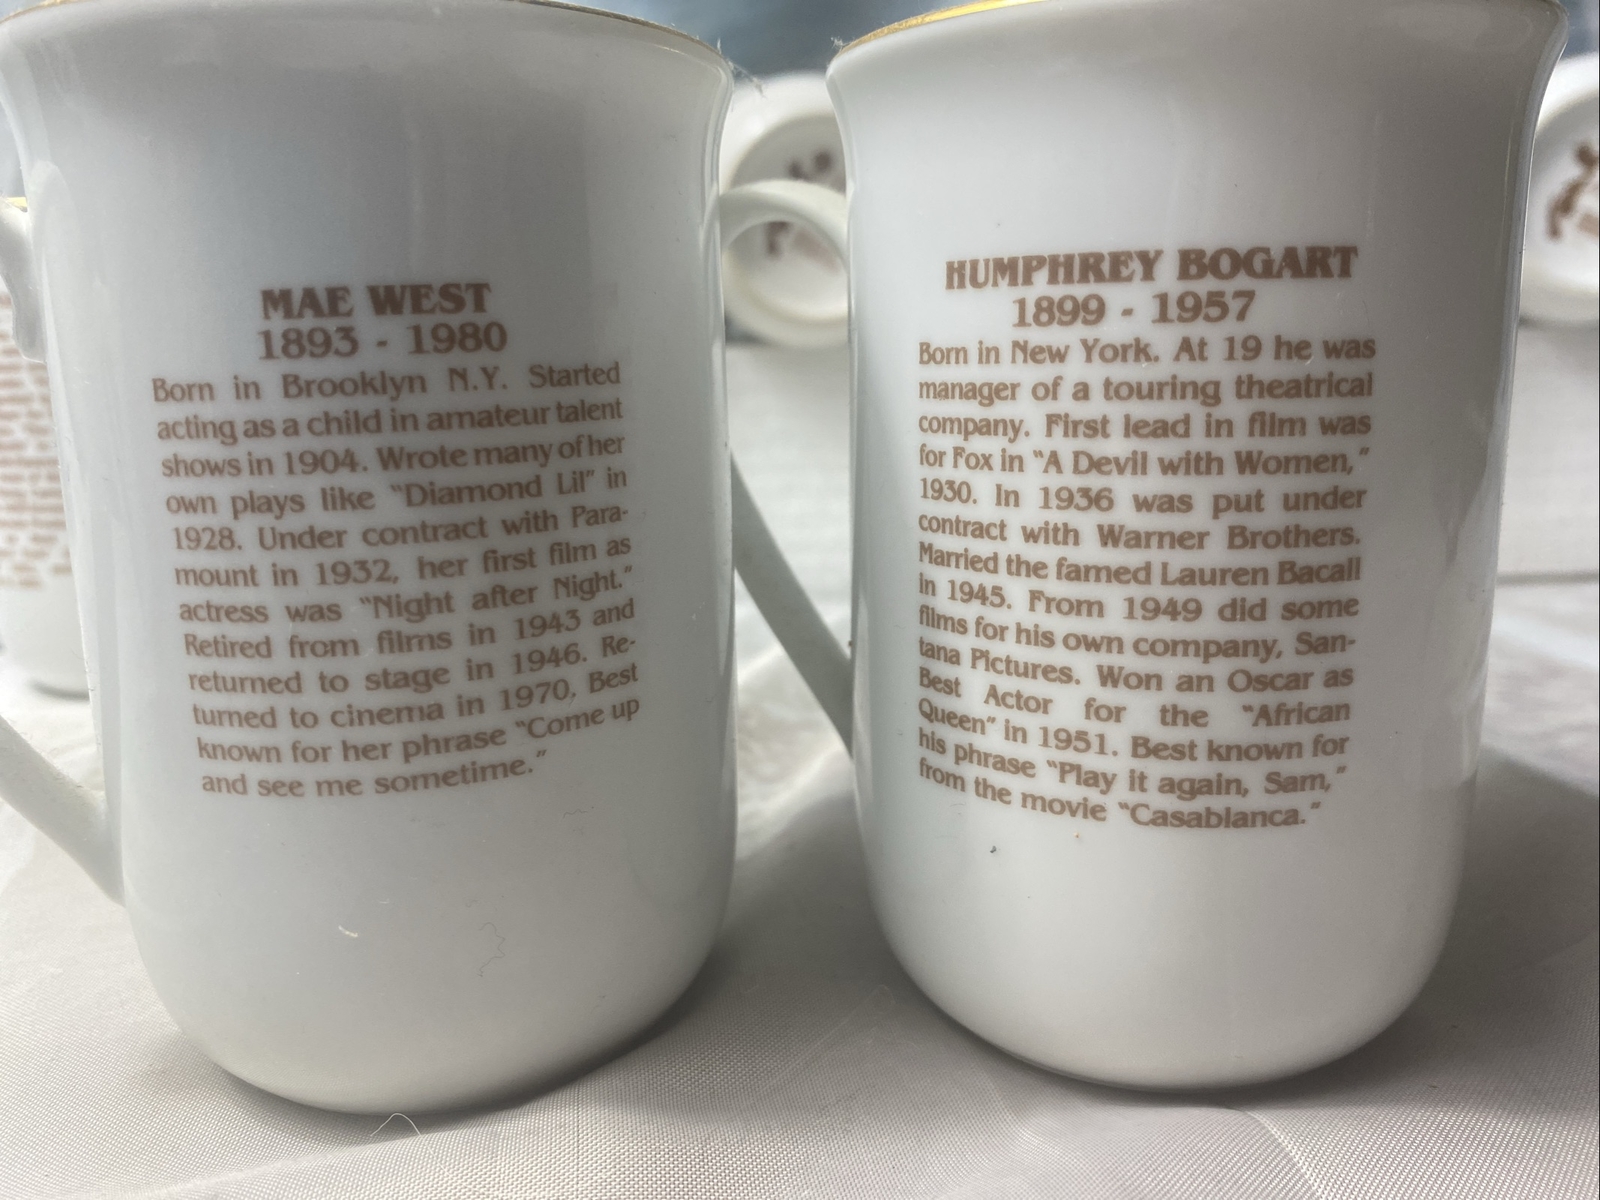 MAE WEST
1893 - 1980
Born in Brooklyn N.Y. Started
acting as a child in amateur talent
shows in 1904. Wrote many of her
own plays like "Diamond Lil" in
1928. Under contract with Para-
mount in 1932, her first film as
actress was "Night after Night."
Retired from films in 1943 and
returned to stage in 1946. Re-
turned to cinema in 1970. Best
known for her phrase "Come up
and see me sometime."
HUMPHREY BOGART
1899 - 1957
Born in New York. At 19 he was
manager of a touring theatrical
company. First lead in film was
for Fox in "A Devil with Women,"
1930. In 1936 was put under
contract with Warner Brothers.
Married the famed Lauren Bacall
in 1945. From 1949 did some
films for his own company, San-
tana Pictures. Won an Oscar as
Best Actor for the "African
Queen" in 1951. Best known for
his phrase "Play it again, Sam,"
from the movie "Casablanca."